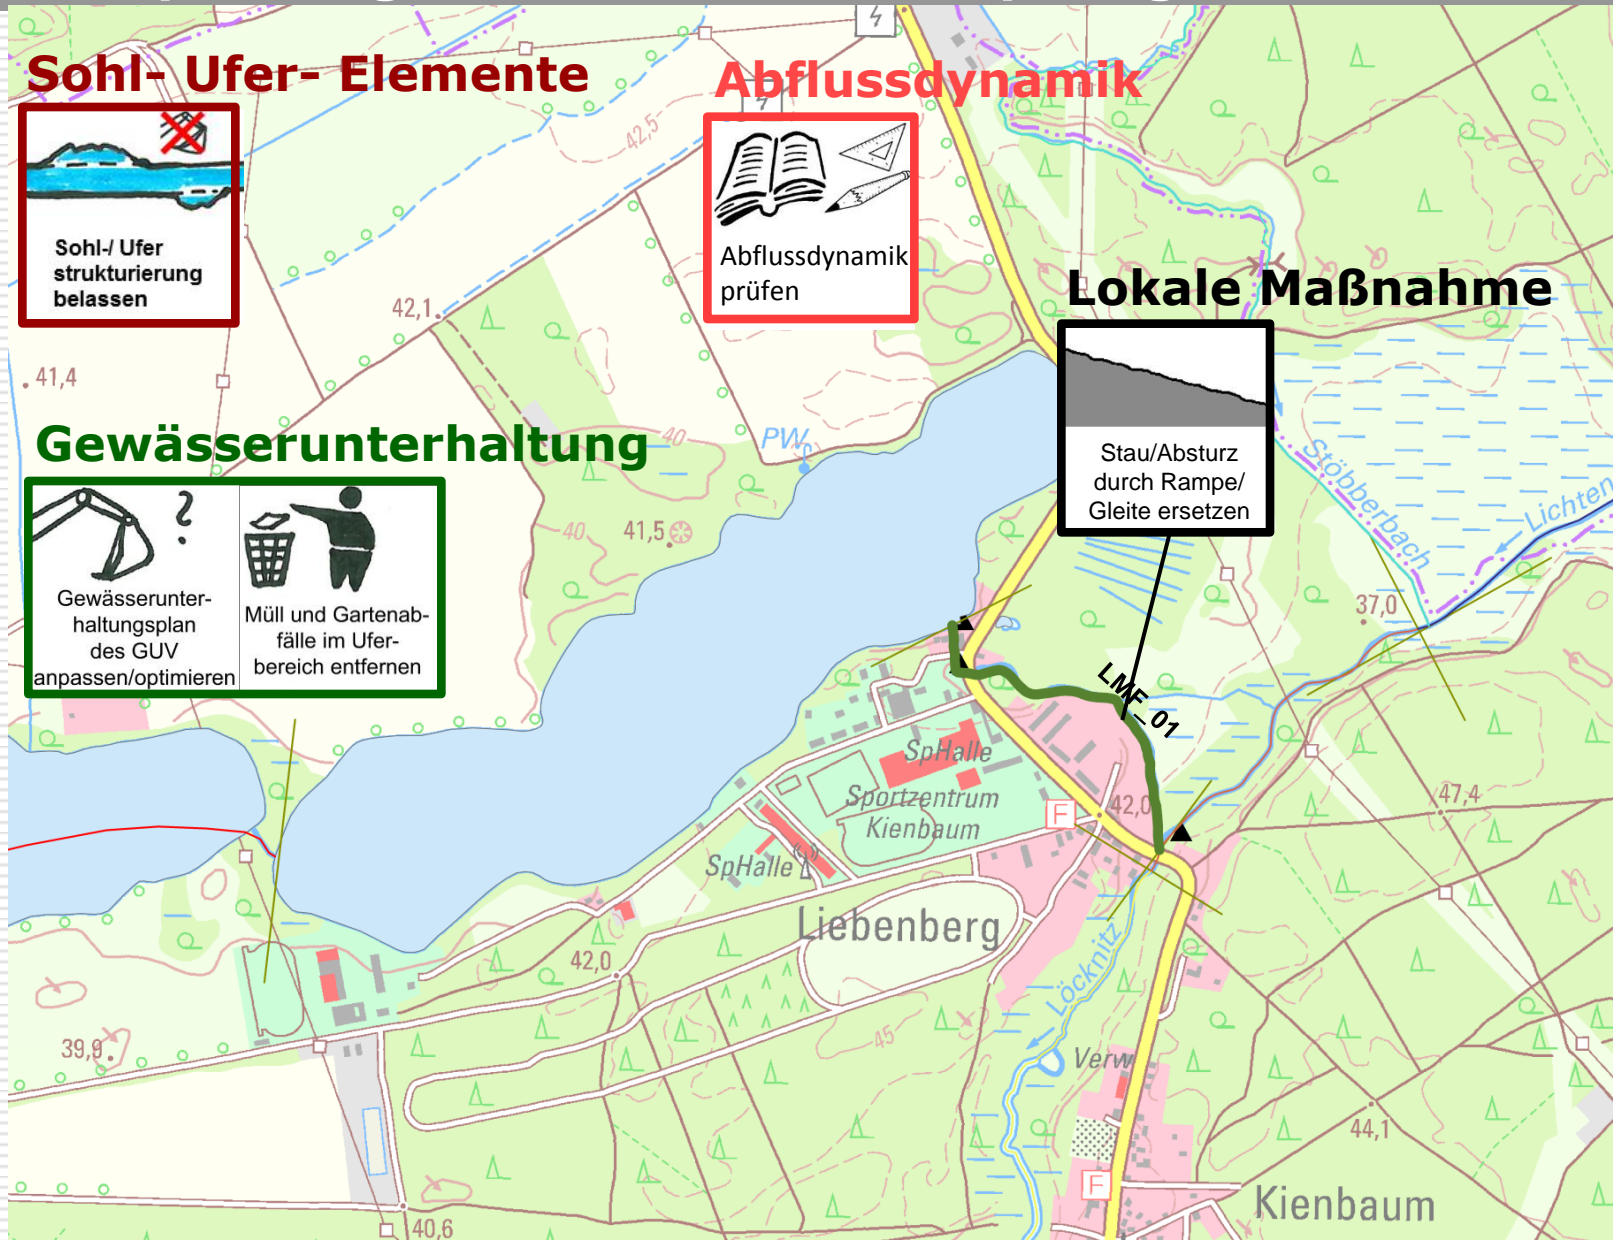 Sohl- Ufer- Elemente
Sohl-/ Ufer
strukturierung
belassen
Abflussdynamik
Abflussdynamik
prüfen
Lokale Maßnahme
Stau/Absturz
durch Rampe/
Gleite ersetzen
Gewässerunterhaltung
?
Gewässerunter-
haltungsplan
des GUV
anpassen/optimieren
Müll und Gartenab-
fälle im Ufer-
bereich entfernen
42,5
42,1
41,4
40
PW
40
41,5
Stöbberbach
Lichten
37,0
LMF_01
SpHalle
Sportzentrum
Kienbaum
F
42,0
47,4
SpHalle
Liebenberg
42,0
Löcknitz
45
39,9
Verw
44,1
F
Kienbaum
40,6